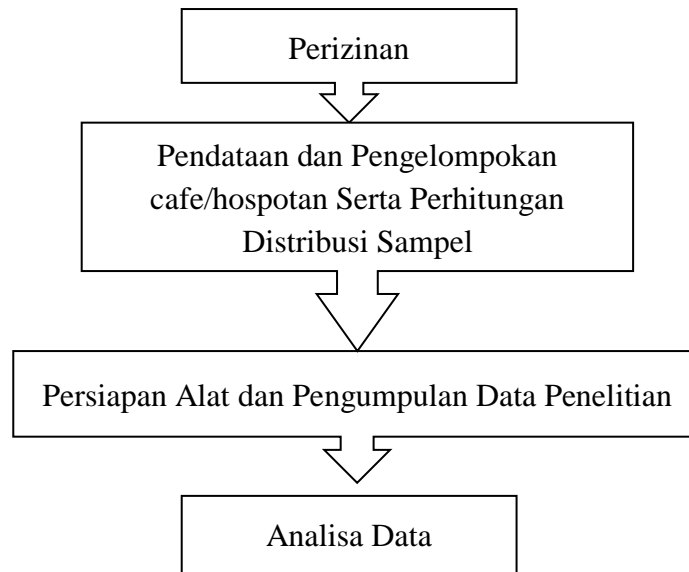 Perizinan
Pendataan dan Pengelompokan
cafe/hospotan Serta Perhitungan
Distribusi Sampel
Persiapan Alat dan Pengumpulan Data Penelitian
Analisa Data